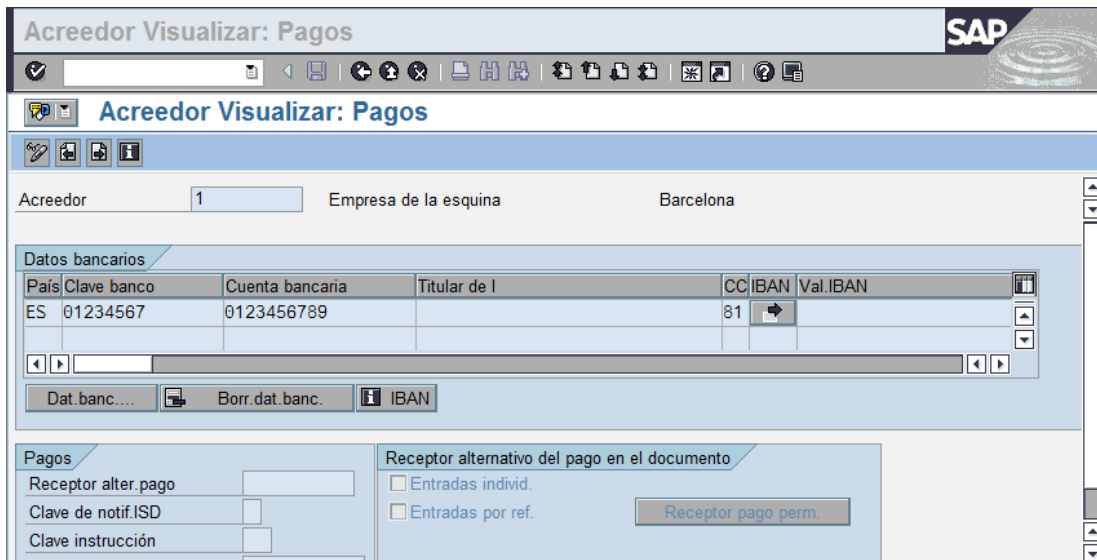 Acreedor Visualizar: Pagos
SAP
Acreedor Visualizar: Pagos
Acreedor 1 Empresa de la esquina Barcelona
Datos bancarios
País Clave banco Cuenta bancaria Titular de l CC IBAN Val.IBAN
ES 01234567 0123456789 81
Dat.banc.... Borr.dat.banc. IBAN
Pagos Receptor alternativo del pago en el documento
Receptor alter.pago Entradas individ.
Clave de notif.ISD Entradas por ref. Receptor pago perm.
Clave instrucción